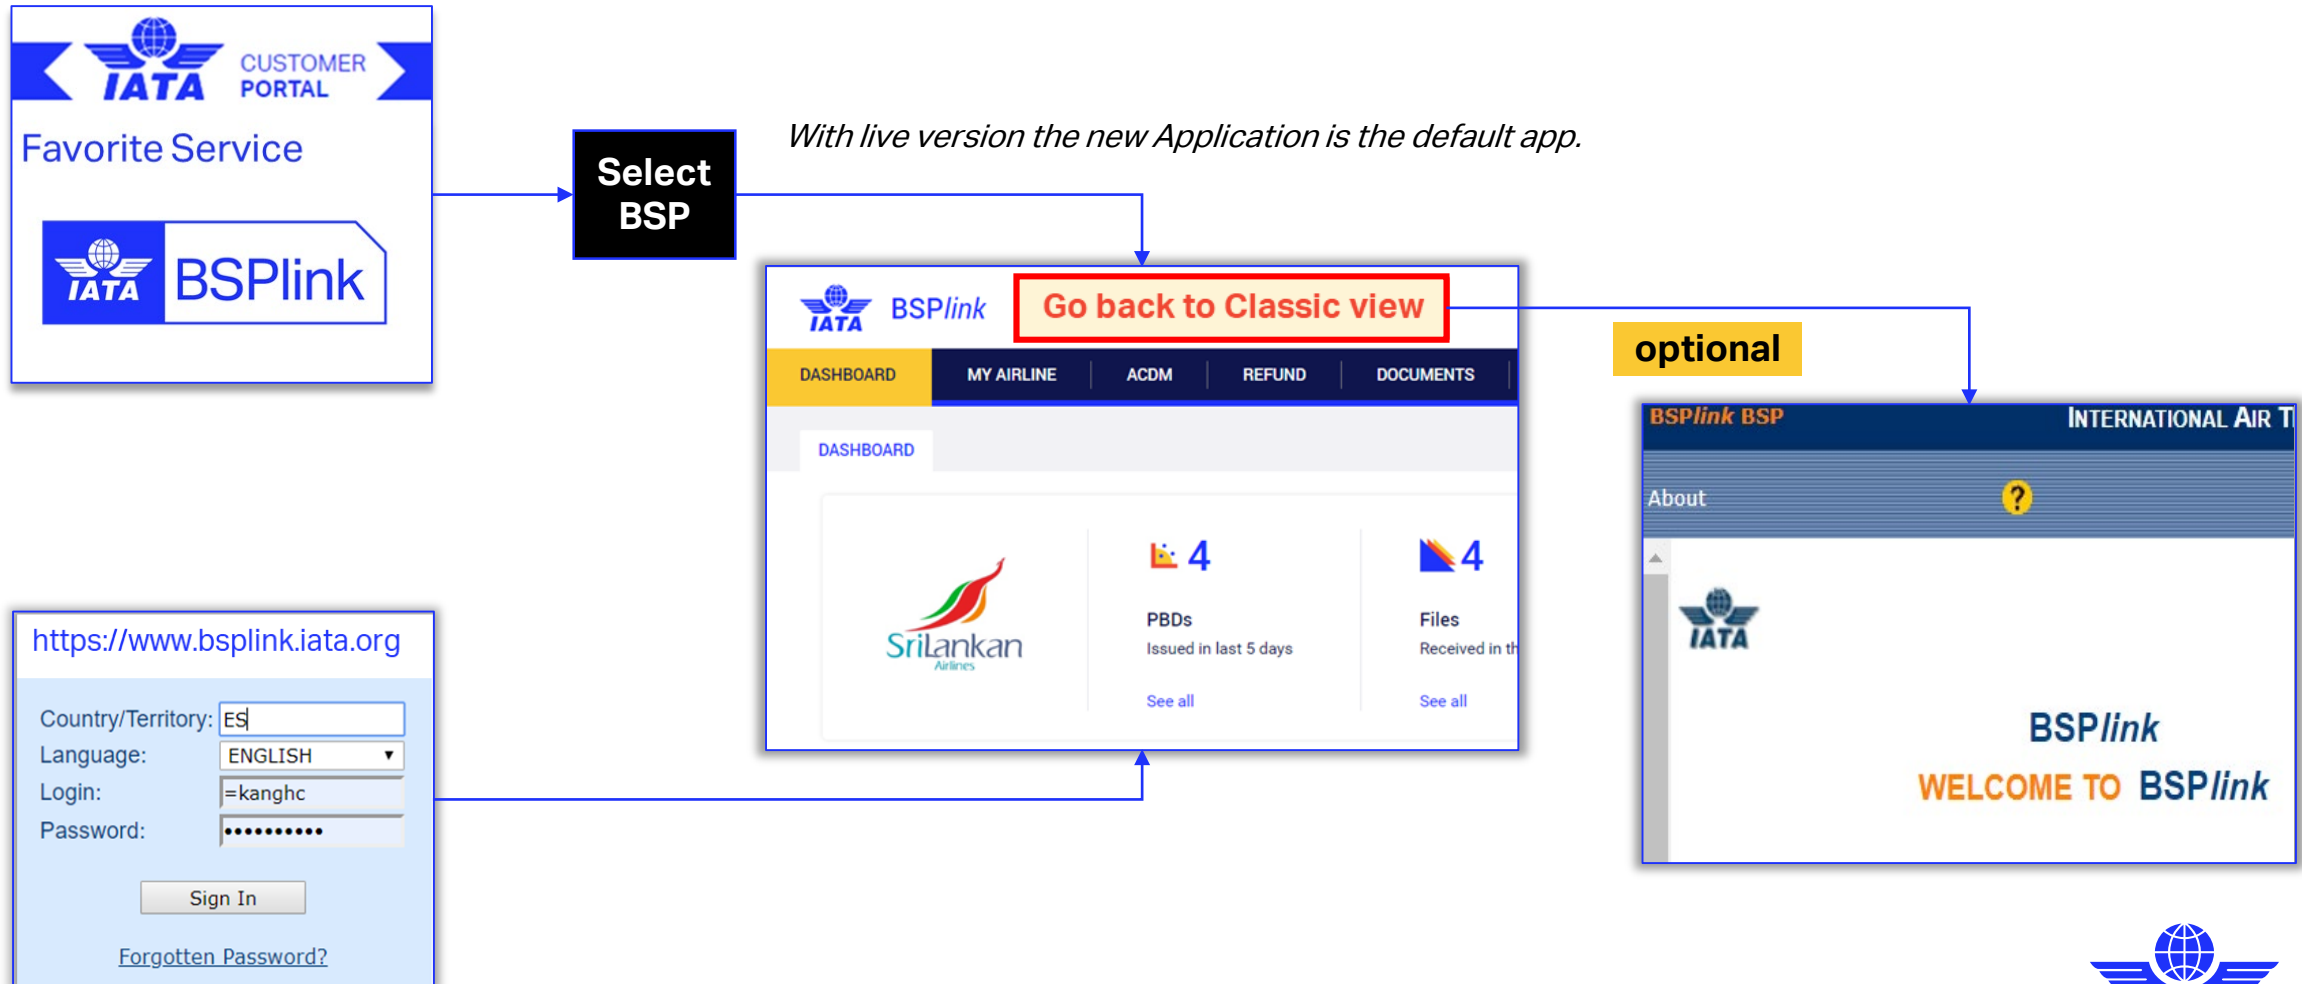 IATA
CUSTOMER
PORTAL
Favorite Service
IATA
BSPlink
Select
BSP
With live version the new Application is the default app.
IATA
BSPlink
Go back to Classic view
DASHBOARD
MY AIRLINE
ACDM
REFUND
DOCUMENTS
DASHBOARD
SriLankan
Airlines
4
PBDs
Issued in last 5 days
See all
4
Files
Received in th
See all
optional
BSPlink BSP
INTERNATIONAL AIR T
About
?
IATA
BSPlink
WELCOME TO BSPlink
https://www.bsplink.iata.org
Country/Territory: ES
Language: ENGLISH
Login: =kanghc
Password: ••••••••••
Sign In
Forgotten Password?